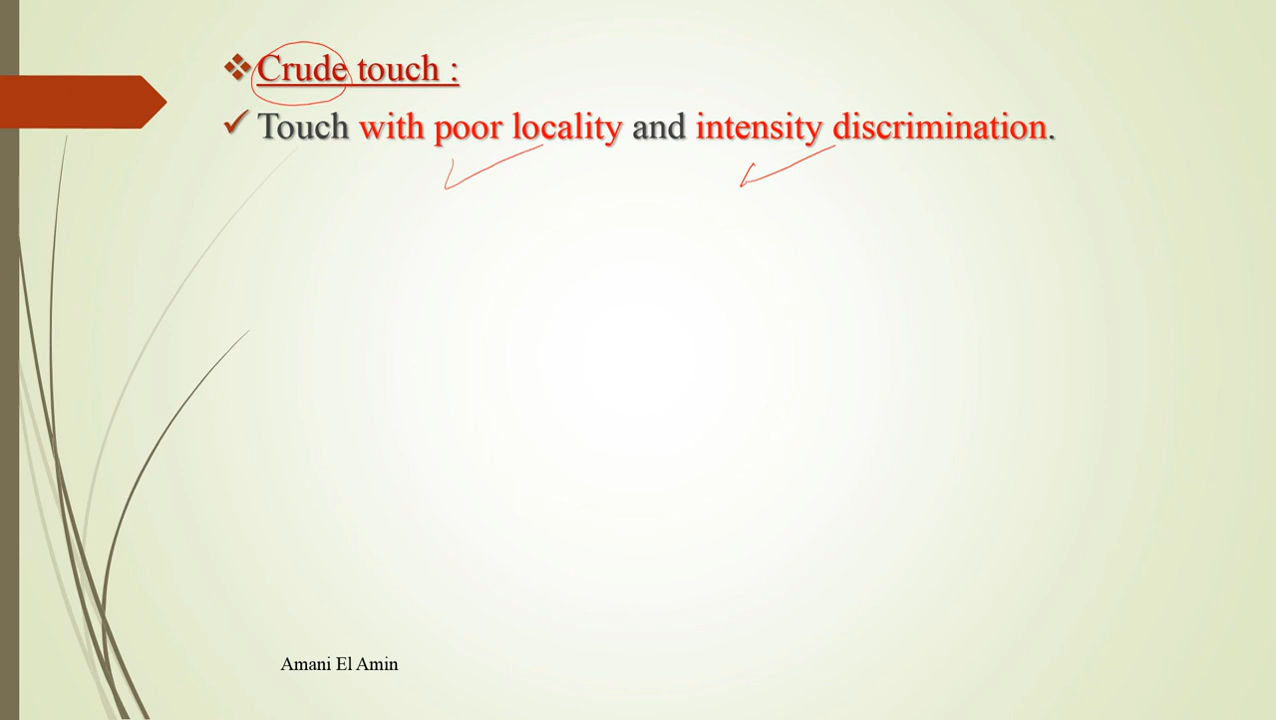 Crude touch :
Touch with poor locality and intensity discrimination.
Amani El Amin